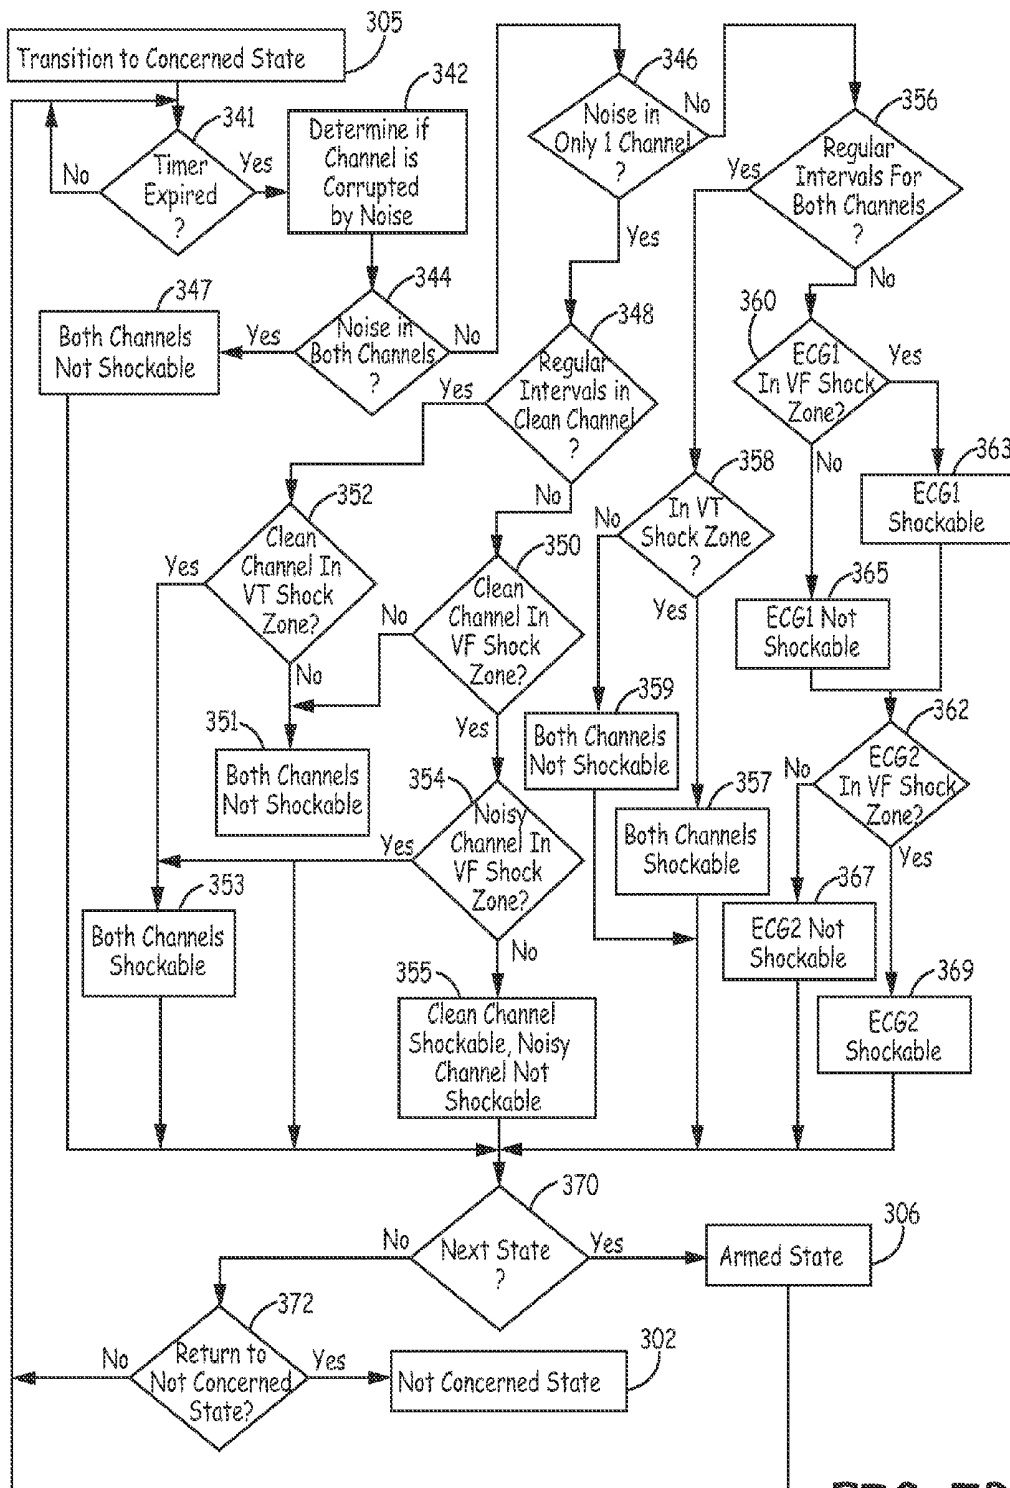 305
Transition to Concerned State
341
Timer
Expired
?
No
Yes
342
Determine if
Channel is
Corrupted
by Noise
344
Noise in
Both Channels
?
Yes
No
347
Both Channels
Not Shockable
346
Noise in
Only 1 Channel
?
No
Yes
356
Regular
Intervals For
Both Channels
?
Yes
No
348
Regular
Intervals in
Clean Channel
?
Yes
No
360
ECG1
In VF Shock
Zone?
Yes
No
363
ECG1
Shockable
365
ECG1 Not
Shockable
352
Clean
Channel In
VT Shock
Zone?
Yes
No
350
Clean
Channel In
VF Shock
Zone?
No
Yes
358
In VT
Shock Zone
?
No
Yes
359
Both Channels
Not Shockable
351
Both Channels
Not Shockable
354
Noisy
Channel In
VF Shock
Zone?
Yes
No
357
Both Channels
Shockable
362
ECG2
In VF Shock
Zone?
No
Yes
353
Both Channels
Shockable
367
ECG2 Not
Shockable
369
ECG2
Shockable
355
Clean Channel
Shockable, Noisy
Channel Not
Shockable
370
Next State
?
No
Yes
306
Armed State
372
Return to
Not Concerned
State?
No
Yes
302
Not Concerned State